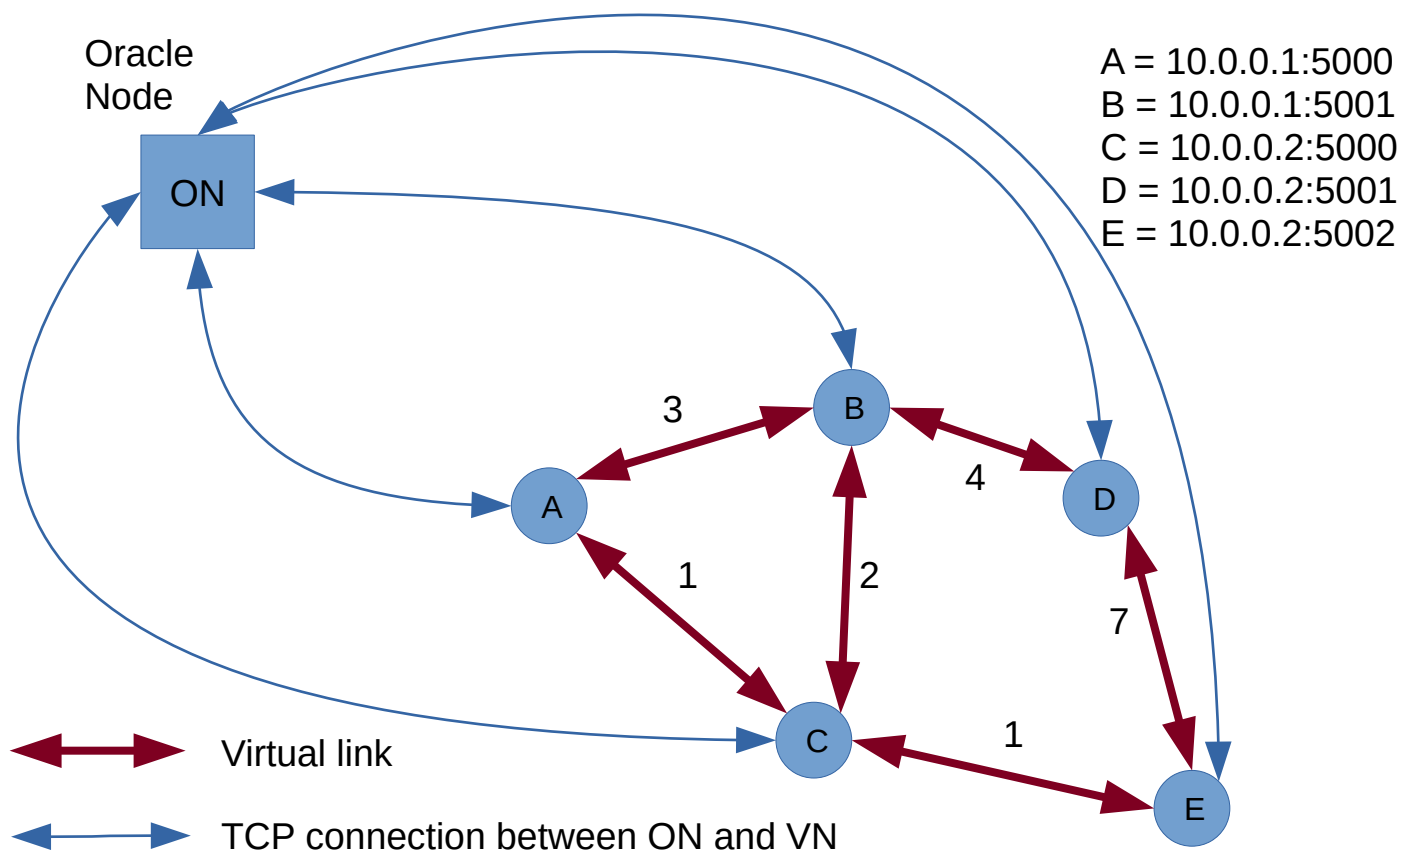 Oracle
Node
ON
A = 10.0.0.1:5000
B = 10.0.0.1:5001
C = 10.0.0.2:5000
D = 10.0.0.2:5001
E = 10.0.0.2:5002
3
B
4
D
A
1
2
7
C
1
E
Virtual link
TCP connection between ON and VN